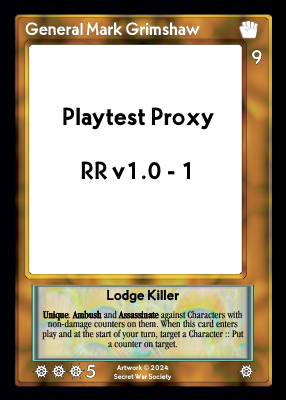 General Mark Grimshaw
9
Playtest Proxy
RR v1.0 - 1
Lodge Killer
Unique. Ambush and Assassinate against Characters with
non-damage counters on them. When this card enters
play and at the start of your turn, target a Character :: Put
a counter on target.
5
Artwork © 2024
Secret War Society